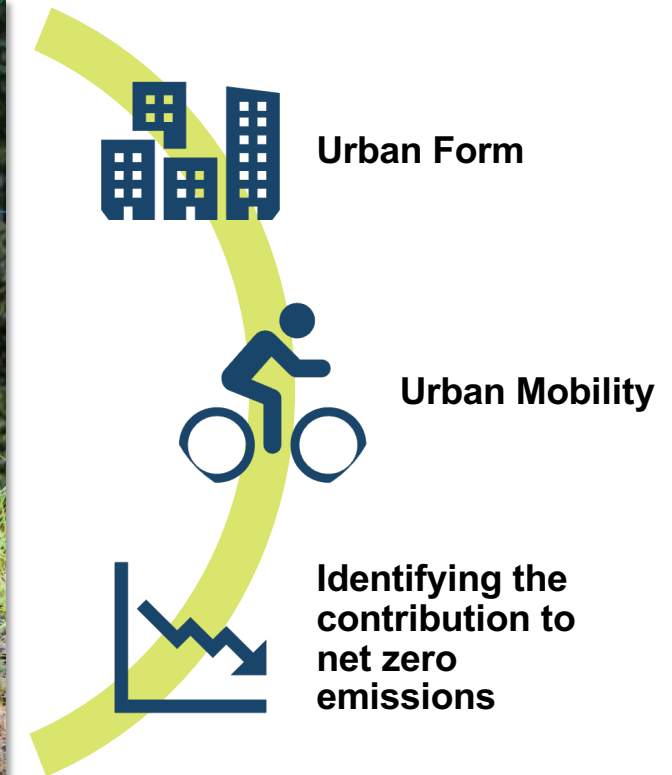 Urban Form
Urban Mobility
Identifying the
contribution to
net zero
emissions